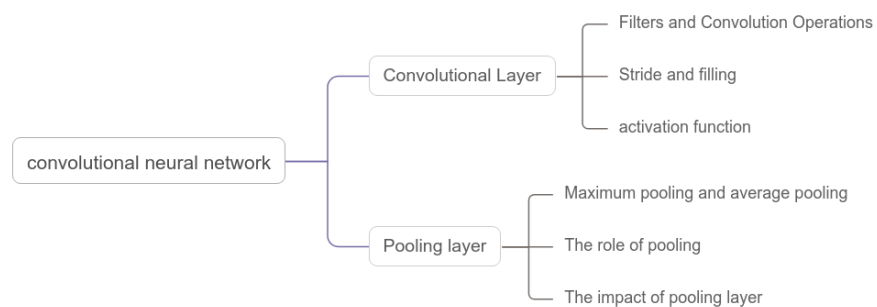 convolutional neural network
Convolutional Layer
Filters and Convolution Operations
Stride and filling
activation function
Pooling layer
Maximum pooling and average pooling
The role of pooling
The impact of pooling layer